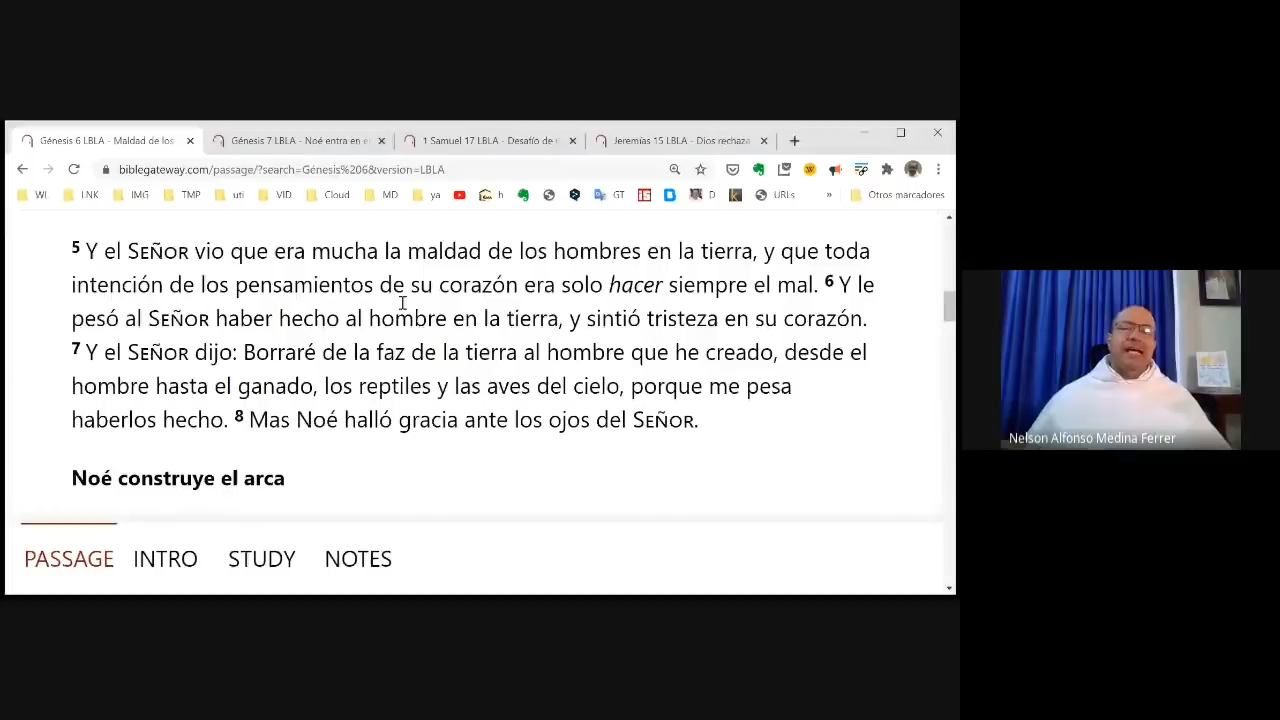 Génesis 6 LBLA - Maldad de los
Génesis 7 LBLA - Noé entra en e
1 Samuel 17 LBLA - Desafío de
Jeremías 15 LBLA - Dios rechaza
biblegateway.com/passage/?search=Génesis%206&version=LBLA
WL LNK IMG TMP uti VID Cloud MD ya h GT D URLs » Otros marcadores
5 Y el SEÑOR vio que era mucha la maldad de los hombres en la tierra, y que toda
intención de los pensamientos de su corazón era solo hacer siempre el mal. 6 Y le
pesó al SEÑOR haber hecho al hombre en la tierra, y sintió tristeza en su corazón.
7 Y el SEÑOR dijo: Borraré de la faz de la tierra al hombre que he creado, desde el
hombre hasta el ganado, los reptiles y las aves del cielo, porque me pesa
haberlos hecho. 8 Mas Noé halló gracia ante los ojos del SEÑOR.
Noé construye el arca
PASSAGE INTRO STUDY NOTES
Nelson Alfonso Medina Ferrer